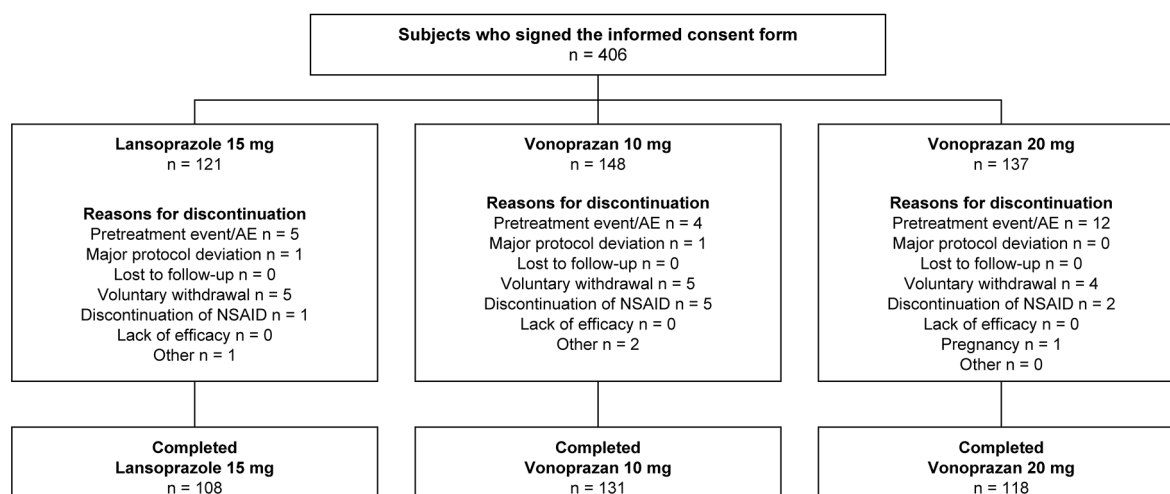 Subjects who signed the informed consent form
n = 406
Lansoprazole 15 mg
n = 121
Reasons for discontinuation
Pretreatment event/AE n = 5
Major protocol deviation n = 1
Lost to follow-up n = 0
Voluntary withdrawal n = 5
Discontinuation of NSAID n = 1
Lack of efficacy n = 0
Other n = 1
Vonoprazan 10 mg
n = 148
Reasons for discontinuation
Pretreatment event/AE n = 4
Major protocol deviation n = 1
Lost to follow-up n = 0
Voluntary withdrawal n = 5
Discontinuation of NSAID n = 5
Lack of efficacy n = 0
Other n = 2
Vonoprazan 20 mg
n = 137
Reasons for discontinuation
Pretreatment event/AE n = 12
Major protocol deviation n = 0
Lost to follow-up n = 0
Voluntary withdrawal n = 4
Discontinuation of NSAID n = 2
Lack of efficacy n = 0
Pregnancy n = 1
Other n = 0
Completed
Lansoprazole 15 mg
n = 108
Completed
Vonoprazan 10 mg
n = 131
Completed
Vonoprazan 20 mg
n = 118